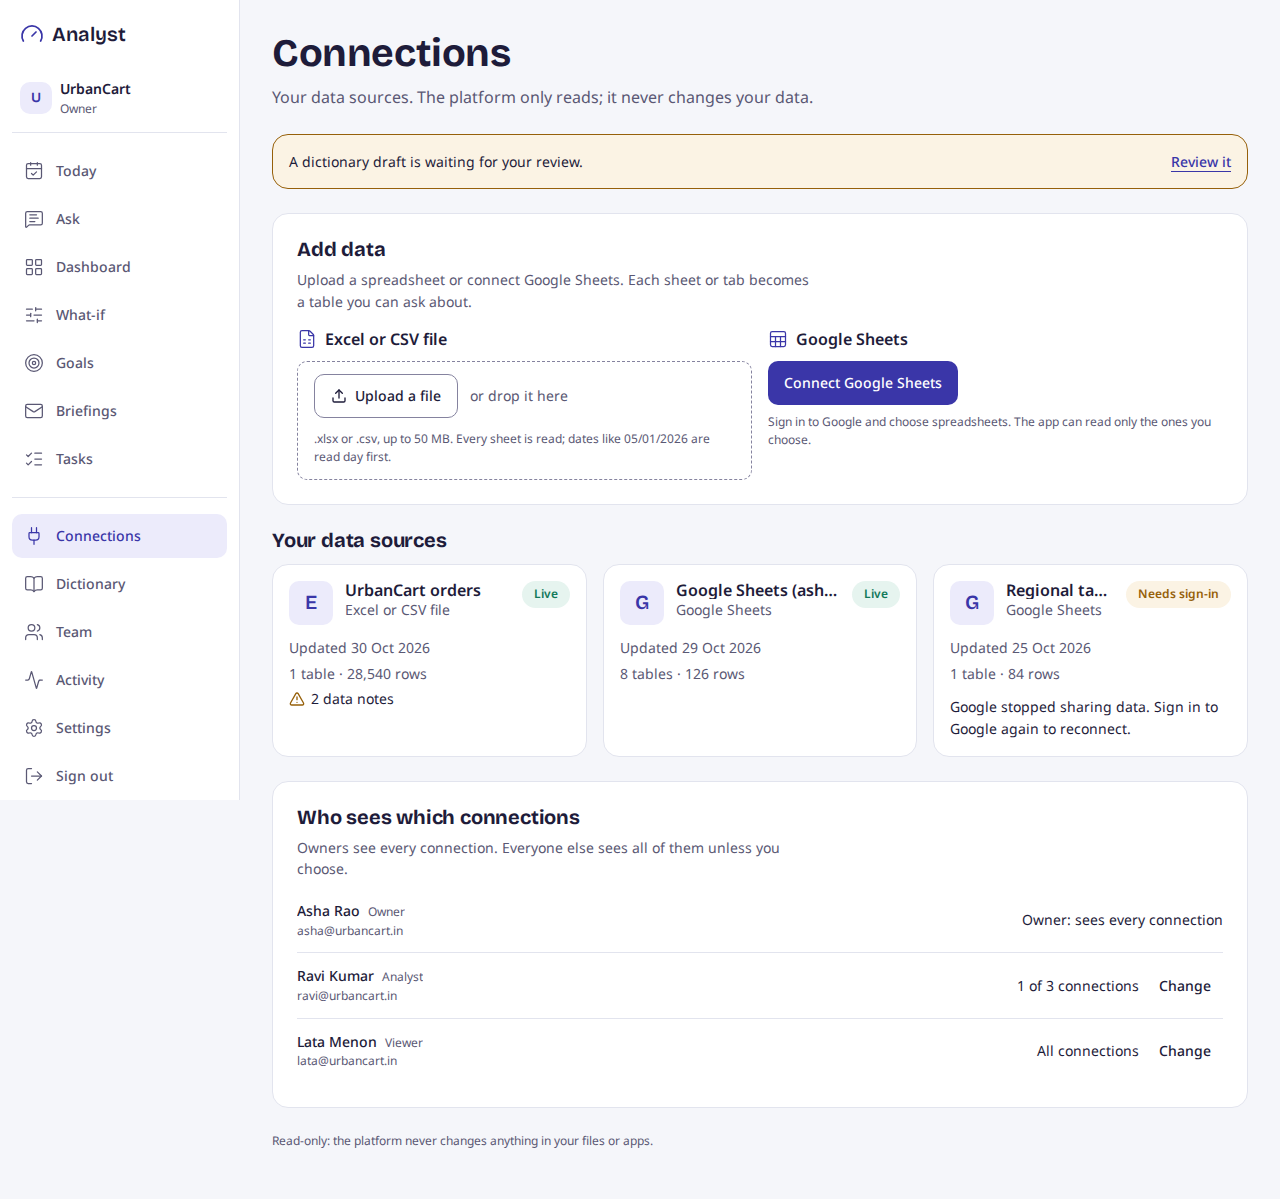 Analyst
U
UrbanCart
Owner
Today
Ask
Dashboard
What-if
Goals
Briefings
Tasks
Connections
Dictionary
Team
Activity
Settings
Sign out
Connections
Your data sources. The platform only reads; it never changes your data.
A dictionary draft is waiting for your review.
Review it
Add data
Upload a spreadsheet or connect Google Sheets. Each sheet or tab becomes
a table you can ask about.
Excel or CSV file
Upload a file
or drop it here
.xlsx or .csv, up to 50 MB. Every sheet is read; dates like 05/01/2026 are
read day first.
Google Sheets
Connect Google Sheets
Sign in to Google and choose spreadsheets. The app can read only the ones you
choose.
Your data sources
E
UrbanCart orders
Live
Excel or CSV file
Updated 30 Oct 2026
1 table · 28,540 rows
2 data notes
G
Google Sheets (ash...
Live
Google Sheets
Updated 29 Oct 2026
8 tables · 126 rows
G
Regional ta...
Needs sign-in
Google Sheets
Updated 25 Oct 2026
1 table · 84 rows
Google stopped sharing data. Sign in to
Google again to reconnect.
Who sees which connections
Owners see every connection. Everyone else sees all of them unless you
choose.
Asha Rao Owner
asha@urbancart.in
Owner: sees every connection
Ravi Kumar Analyst
ravi@urbancart.in
1 of 3 connections Change
Lata Menon Viewer
lata@urbancart.in
All connections Change
Read-only: the platform never changes anything in your files or apps.